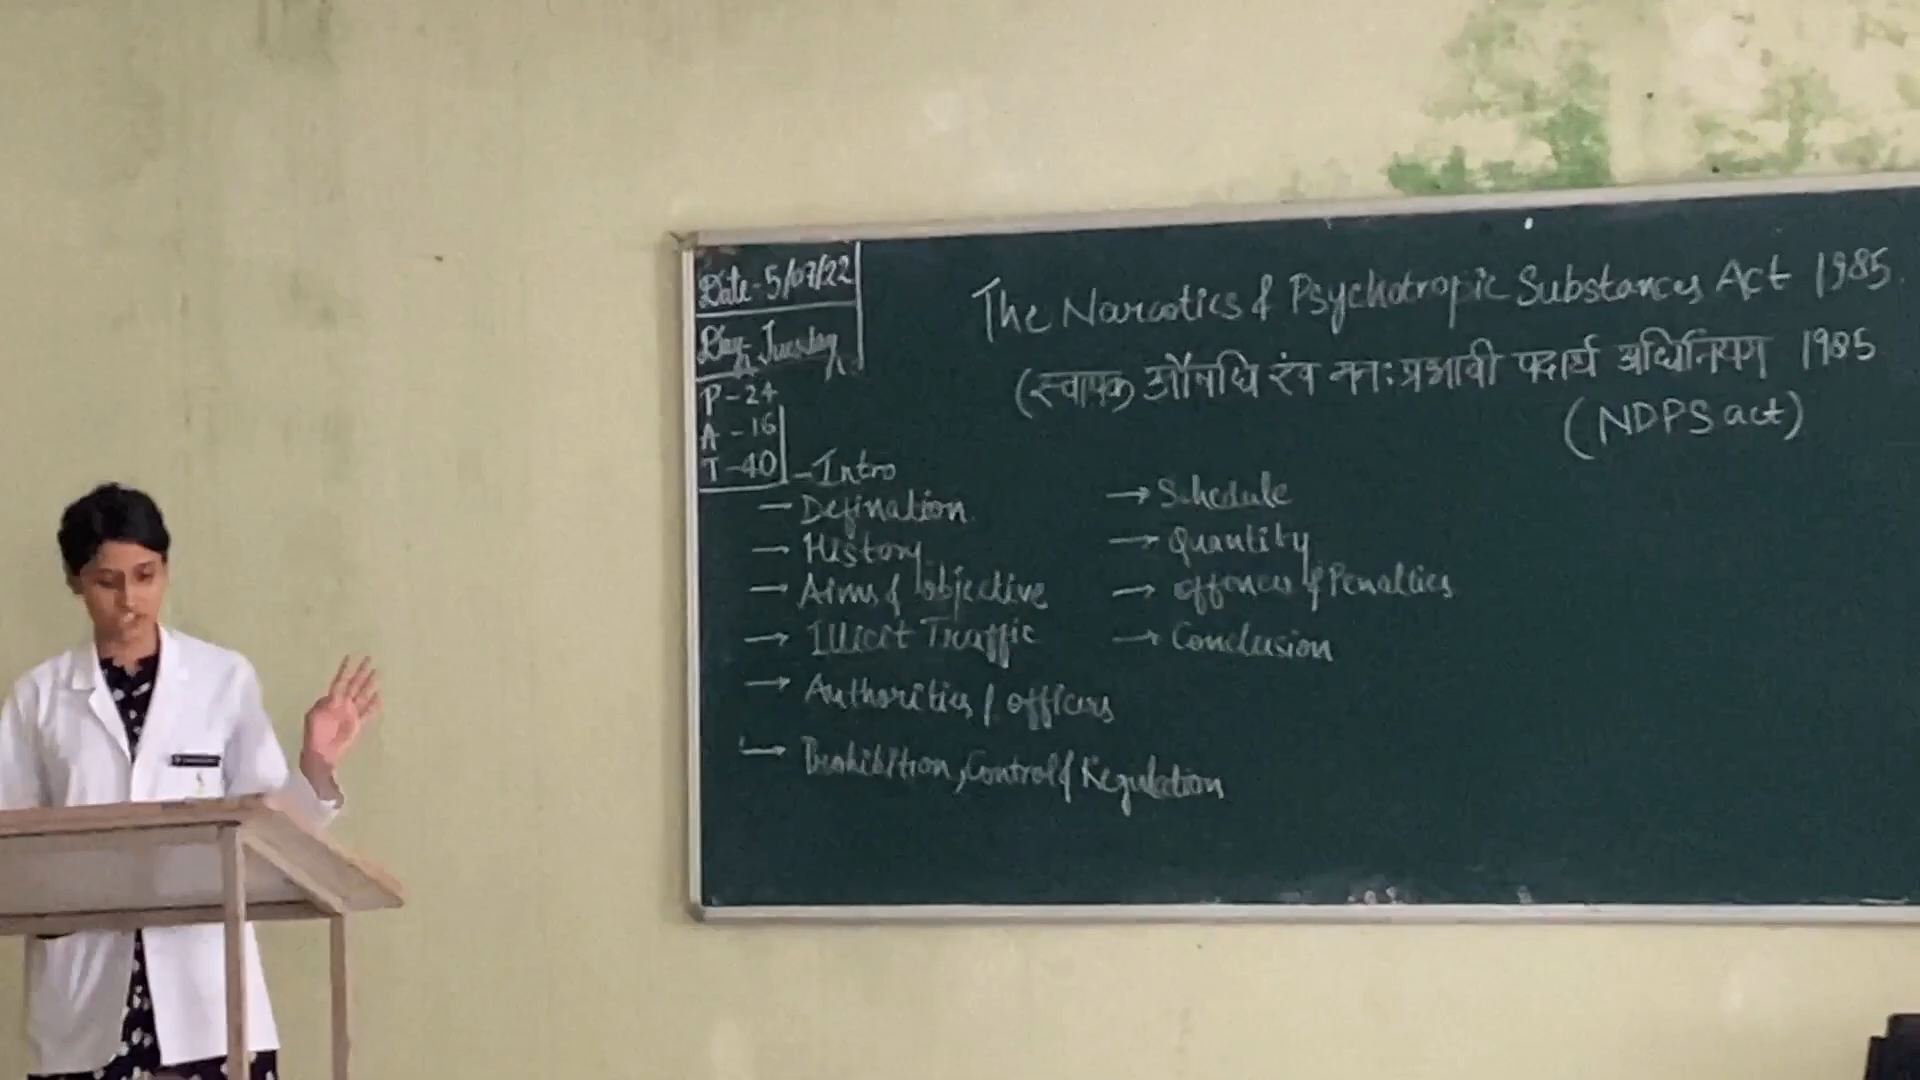 Date-5/07/22
Day-Tuesday
P-24
A-16
T-40
The Narcotics & Psychotropic Substances Act 1985.
(स्वापक औषधि एंव मनःप्रभावी पदार्थ अधिनियम 1985
(NDPS act)
-Intro
- Defination
- History
- Aims & objective
→ Illicit Traffic
→ Authorities / officers
→ Prohibition, Control & Regulation
→ Schedule
→ Quantity
→ offences & Penalties
→ Conclusion